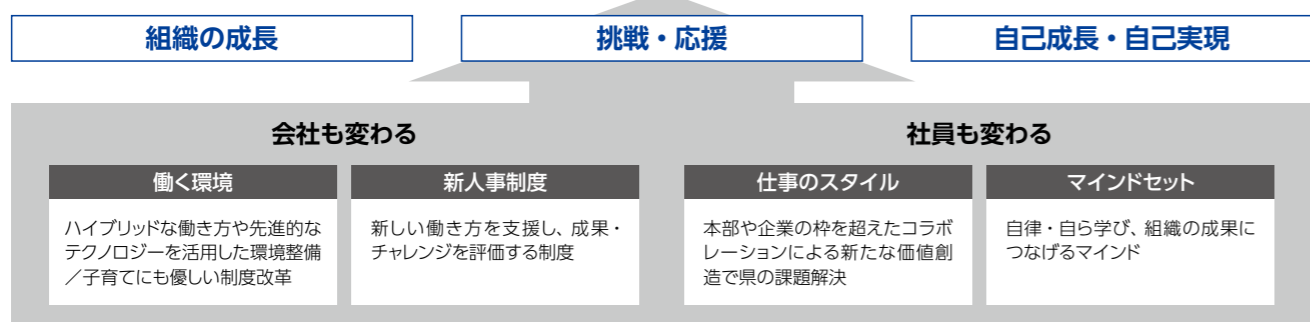 組織の成長
挑戦・応援
自己成長・自己実現
会社も変わる
働く環境
ハイブリッドな働き方や先進的な
テクノロジーを活用した環境整備
／子育てにも優しい制度改革
新人事制度
新しい働き方を支援し、成果・
チャレンジを評価する制度
社員も変わる
仕事のスタイル
本部や企業の枠を超えたコラボ
レーションによる新たな価値創
造で県の課題解決
マインドセット
自律・自ら学び、組織の成果に
つなげるマインド